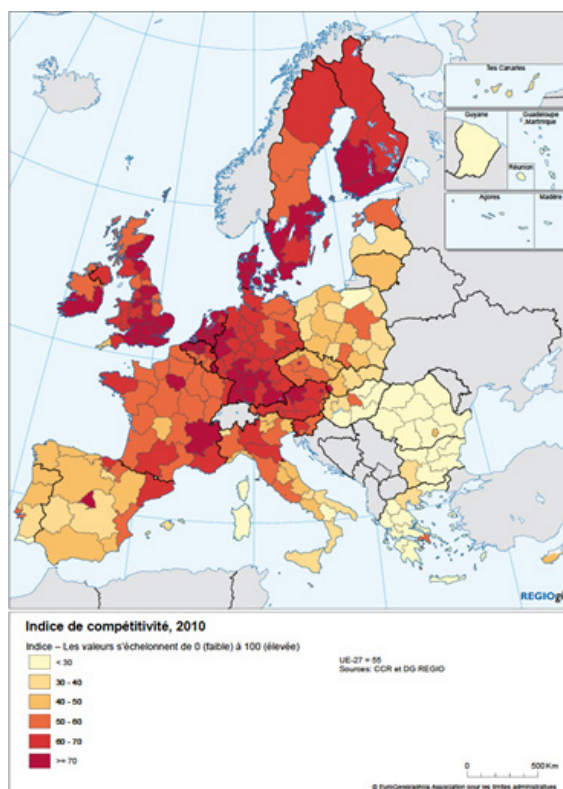 Iles Canaries
Guyane
Guadeloupe
Martinique
Réunion
Açores
Madère
REGIOgi
Indice de compétitivité, 2010
Indice – Les valeurs s'échelonnent de 0 (faible) à 100 (élevée)
< 30
30 - 40
40 - 50
50 - 60
60 - 70
>= 70
UE-27 = 55
Sources: CCR et DG REGIO
0 500 Km
© EuroGeographics Association pour les limites administratives